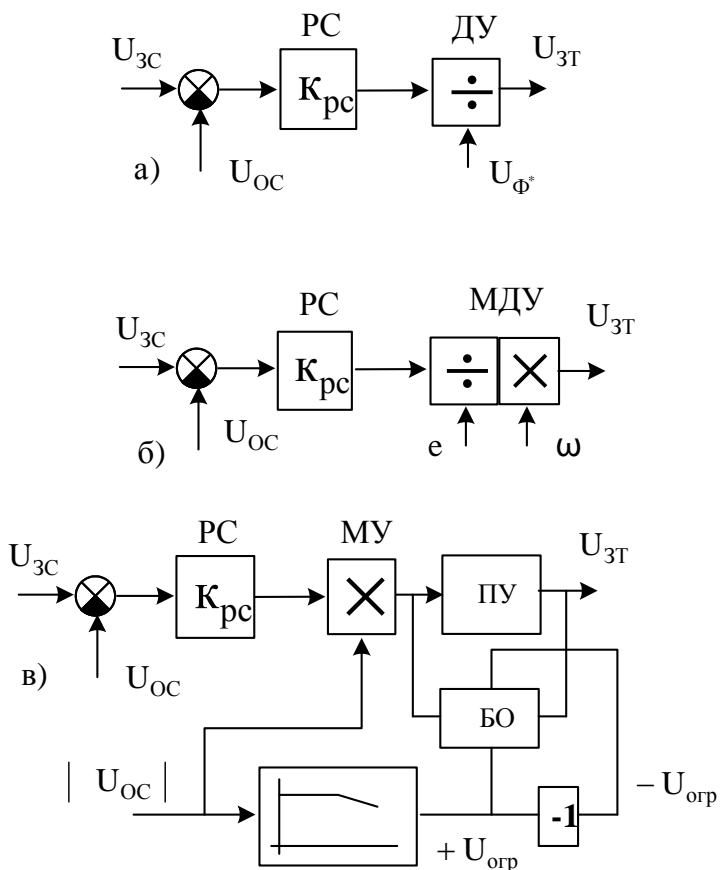 РС ДУ
U_ЗС U_ЗТ
К_рс ÷
а) U_ОС U_Ф*
РС МДУ
U_ЗС U_ЗТ
К_рс ÷ ×
б) U_ОС e ω
РС МУ
U_ЗС U_ЗТ
К_рс × ПУ
в) U_ОС
БО
| U_ОС | − U_огр
-1
+ U_огр